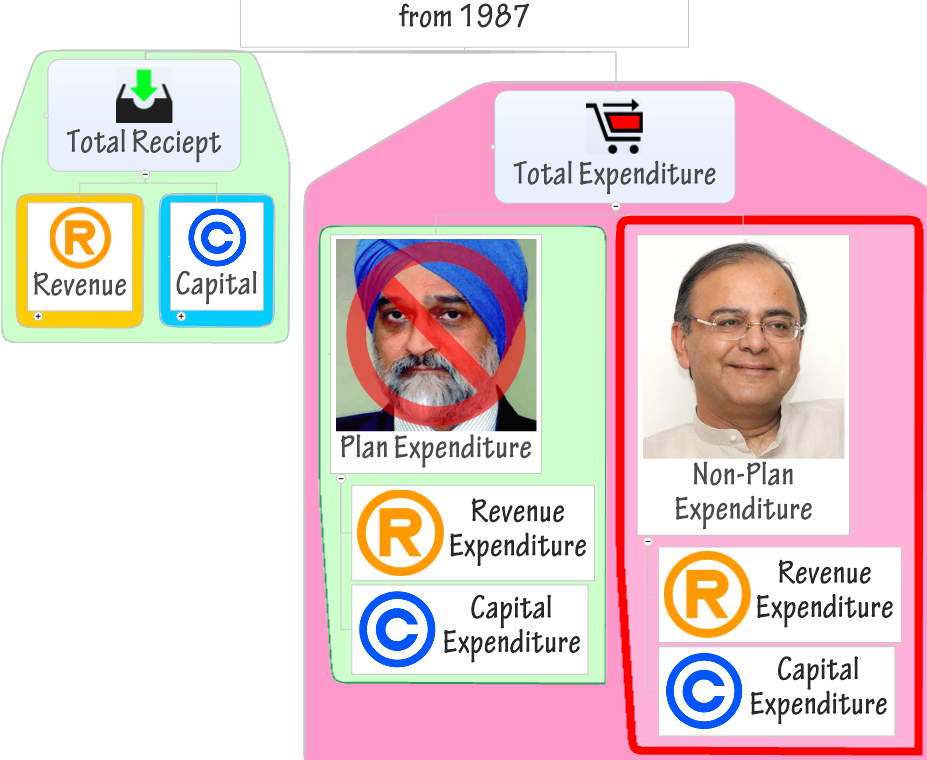 from 1987
Total Reciept
R
Revenue
C
Capital
Total Expenditure
Plan Expenditure
R
Revenue
Expenditure
C
Capital
Expenditure
Non-Plan
Expenditure
R
Revenue
Expenditure
C
Capital
Expenditure